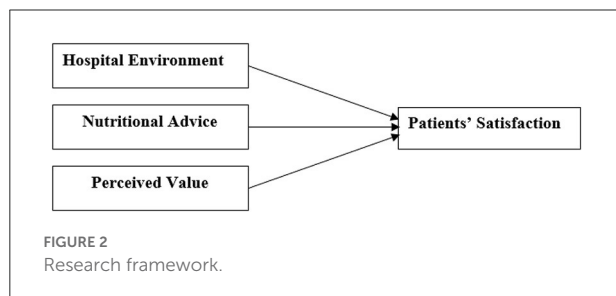 Hospital Environment
Nutritional Advice
Patients’ Satisfaction
Perceived Value
FIGURE 2
Research framework.